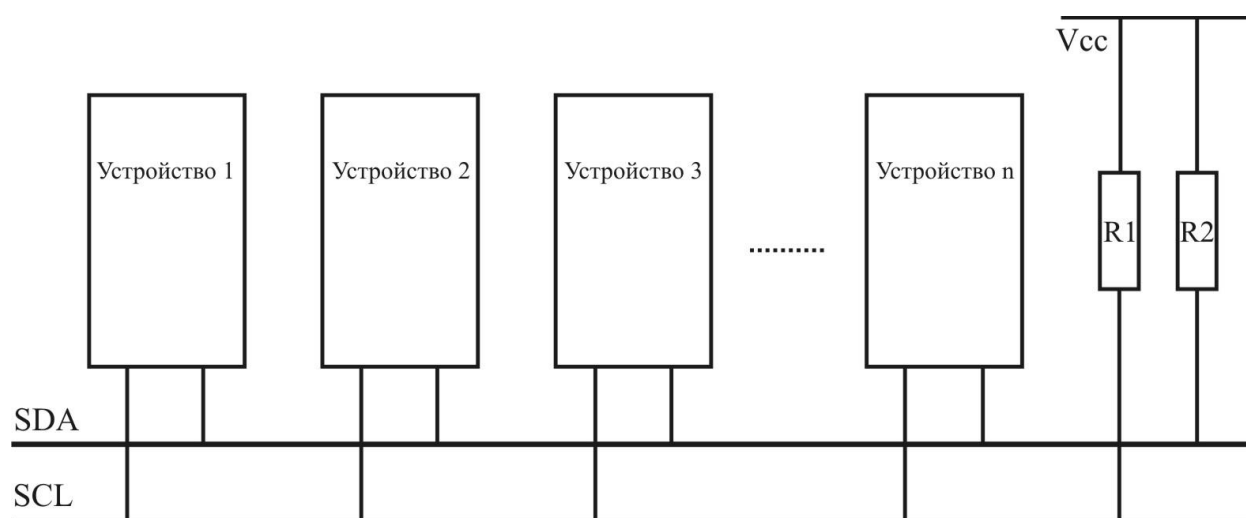 Vcc
Устройство 1
Устройство 2
Устройство 3
Устройство n
R1
R2
SDA
SCL